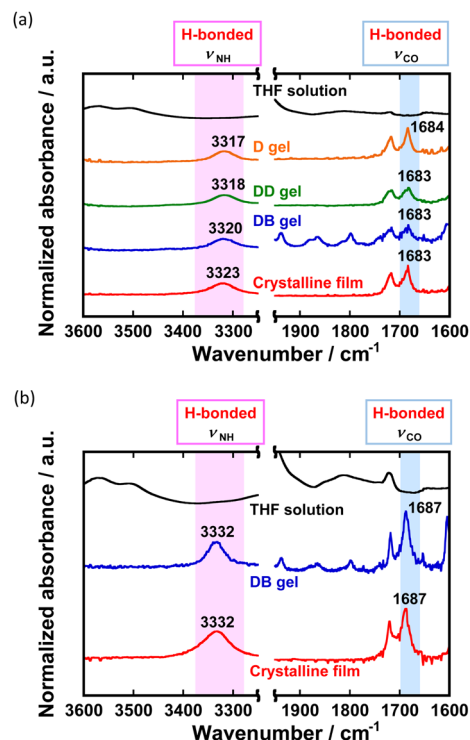 (a)
H-bonded
νNH
H-bonded
νCO
THF solution
3317
1684
D gel
3318
1683
DD gel
3320
1683
DB gel
3323
1683
Crystalline film
3600 3500 3400 3300 1900 1800 1700 1600
Wavenumber / cm⁻¹
Normalized absorbance / a.u.
(b)
H-bonded
νNH
H-bonded
νCO
THF solution
1687
3332
DB gel
1687
3332
Crystalline film
3600 3500 3400 3300 1900 1800 1700 1600
Wavenumber / cm⁻¹
Normalized absorbance / a.u.